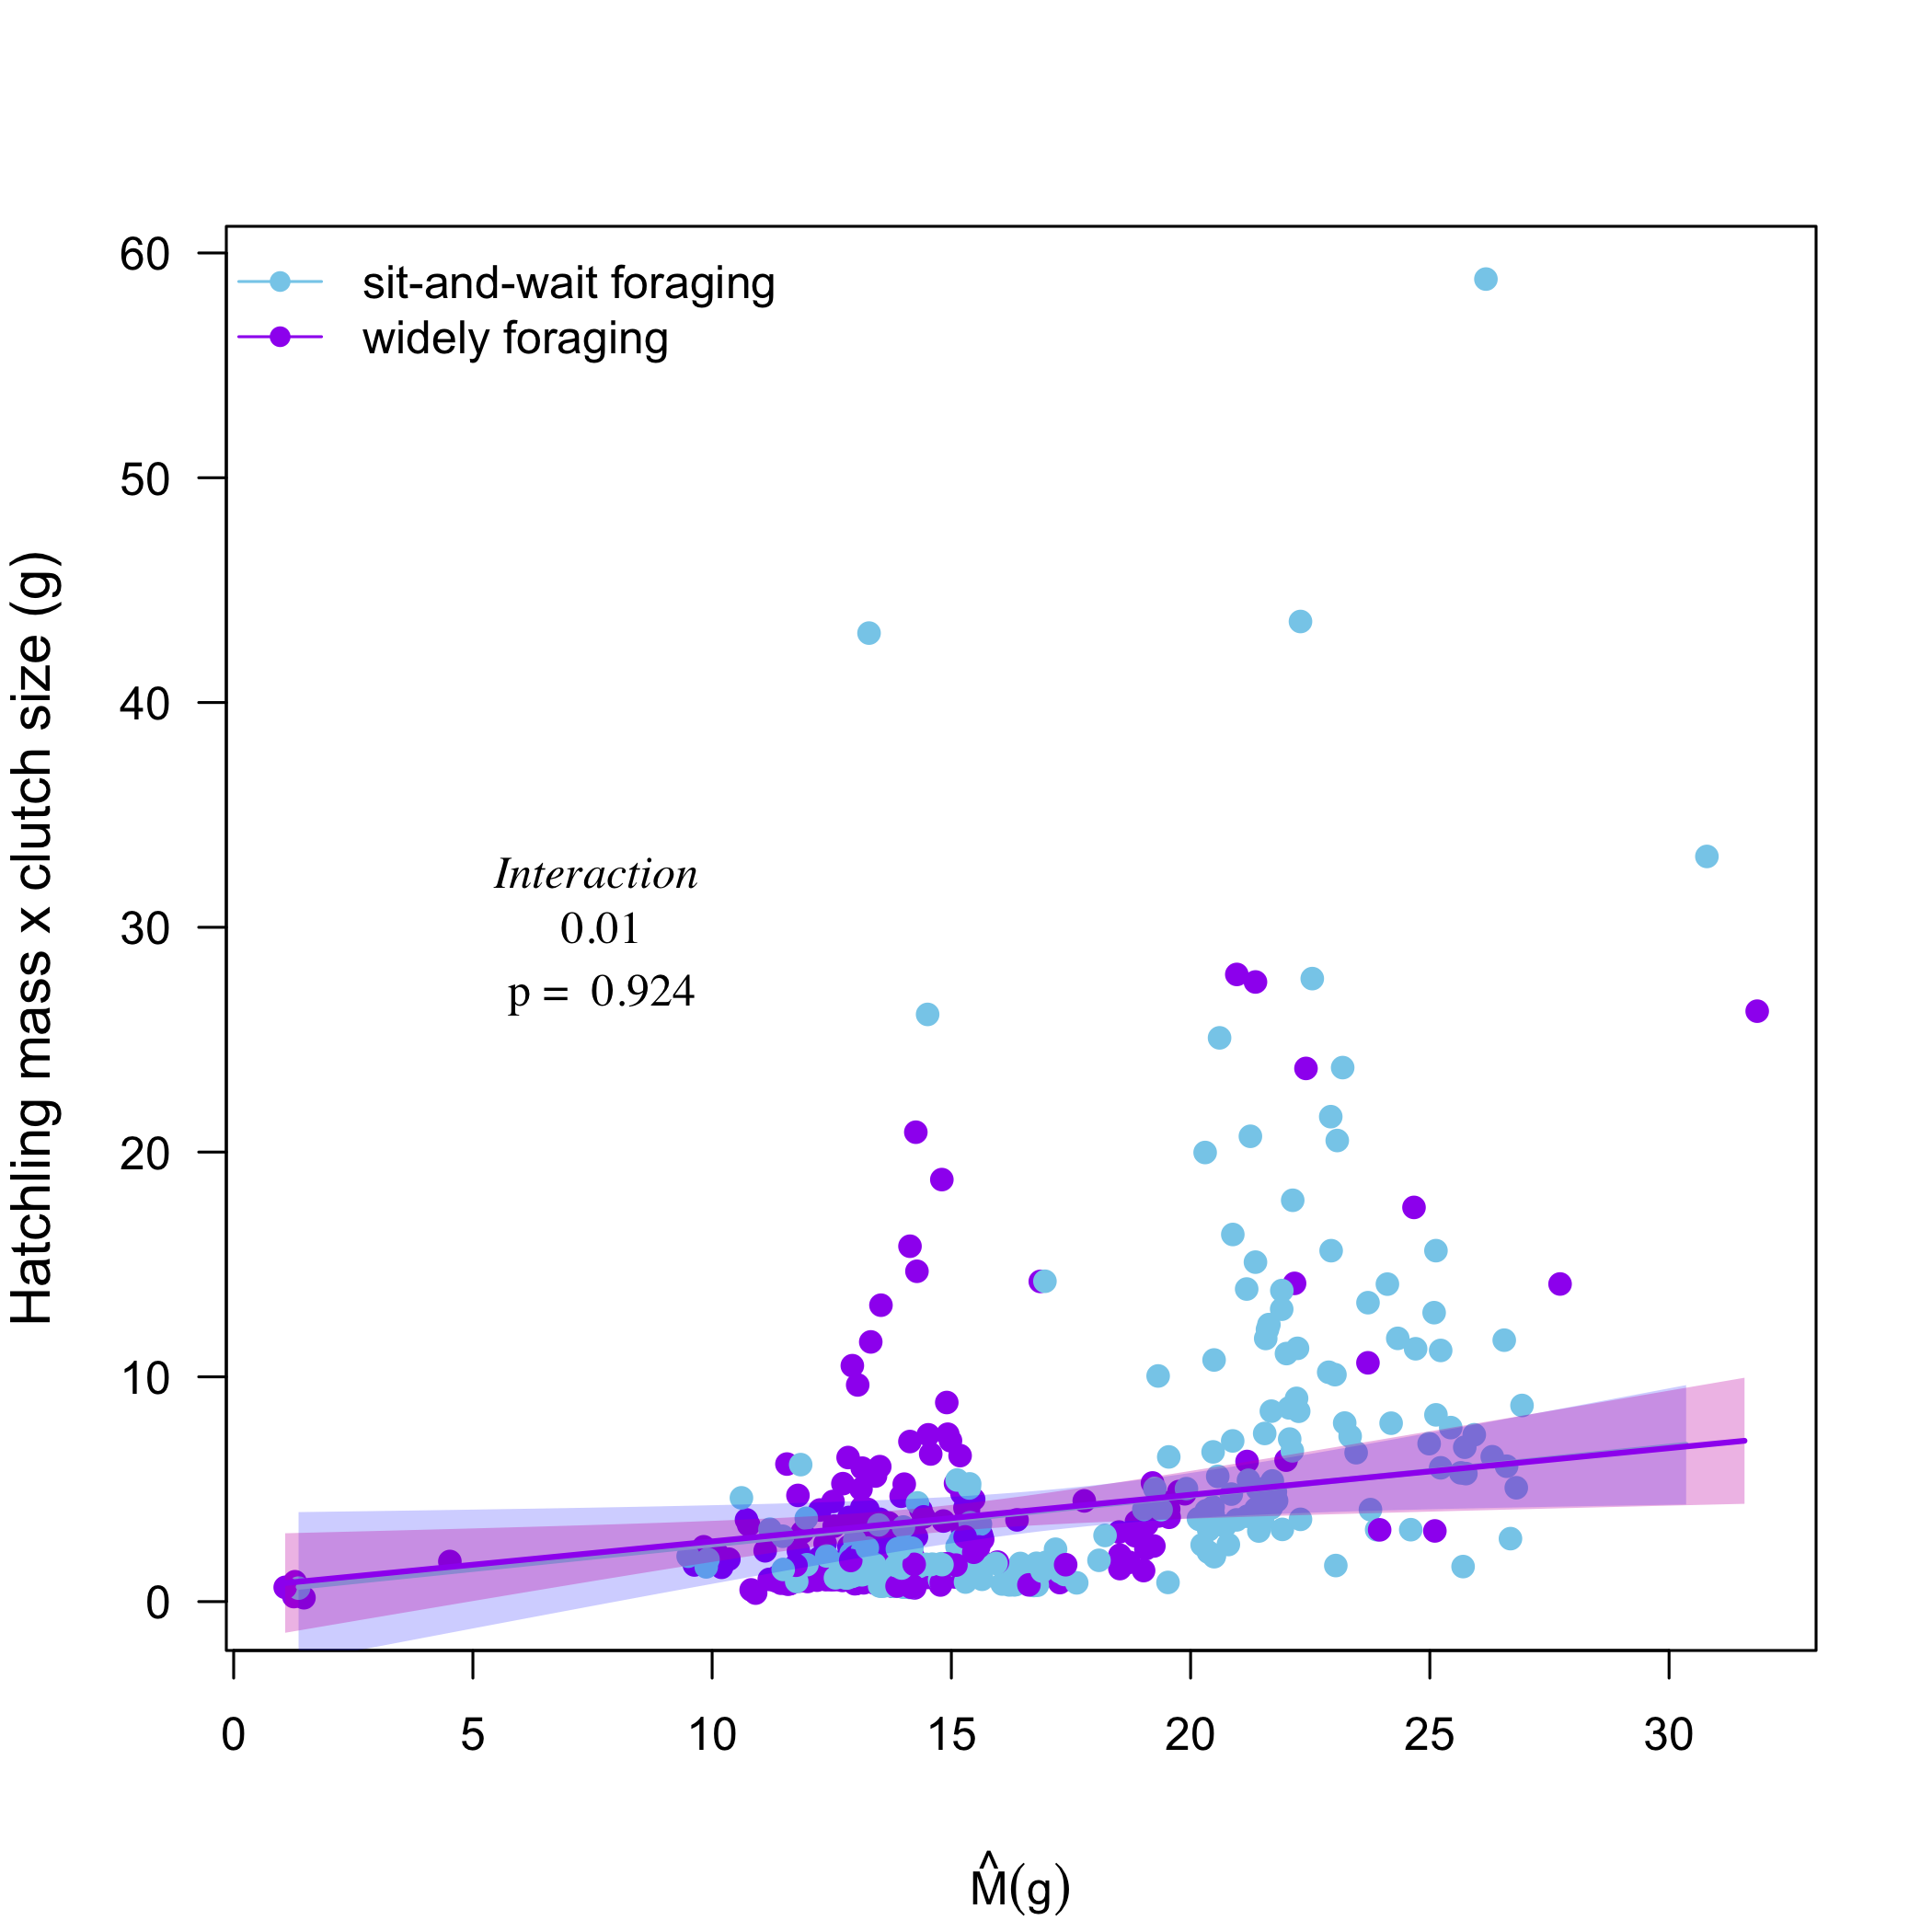 sit-and-wait foraging
widely foraging
Hatchling mass x clutch size (g)
60
50
40
30
20
10
0
Interaction
0.01
p = 0.924
0 5 10 15 20 25 30
M̂(g)